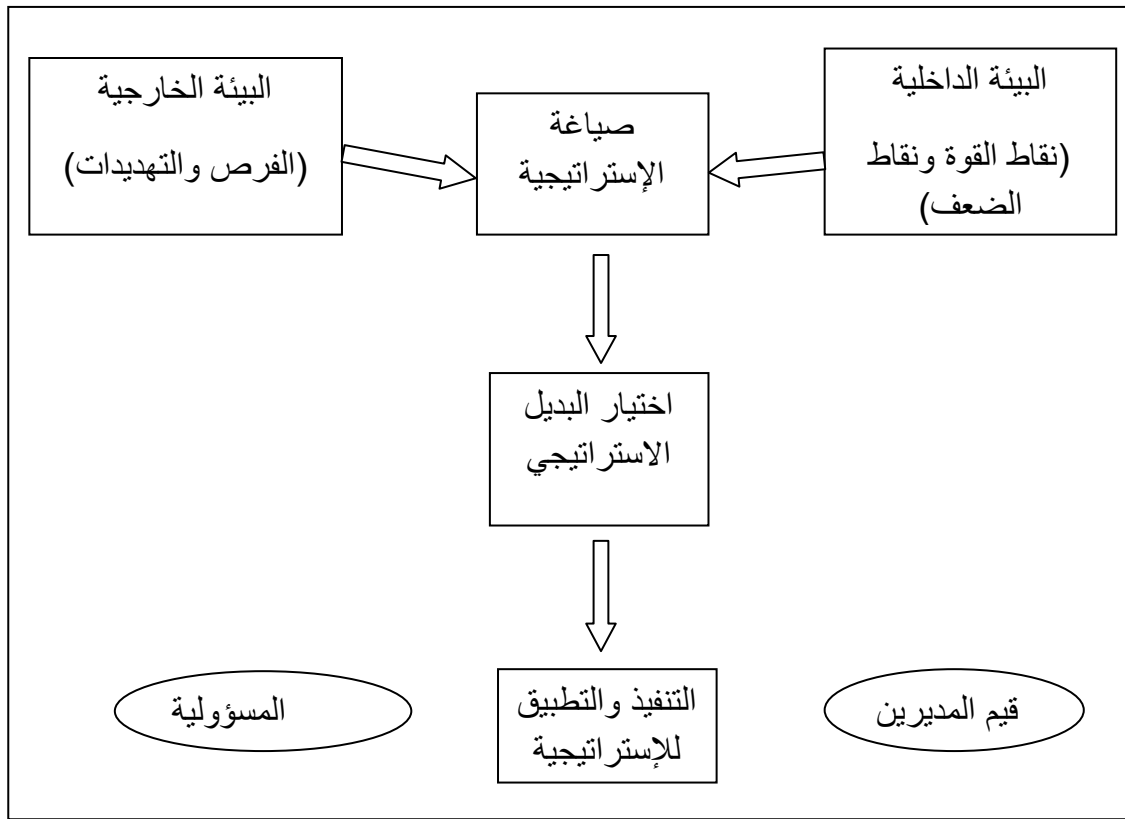 البيئة الداخلية
(نقاط القوة ونقاط
الضعف)
صياغة
الإستراتيجية
البيئة الخارجية
(الفرص والتهديدات)
اختيار البديل
الاستراتيجي
قيم المديرين
التنفيذ والتطبيق
للإستراتيجية
المسؤولية